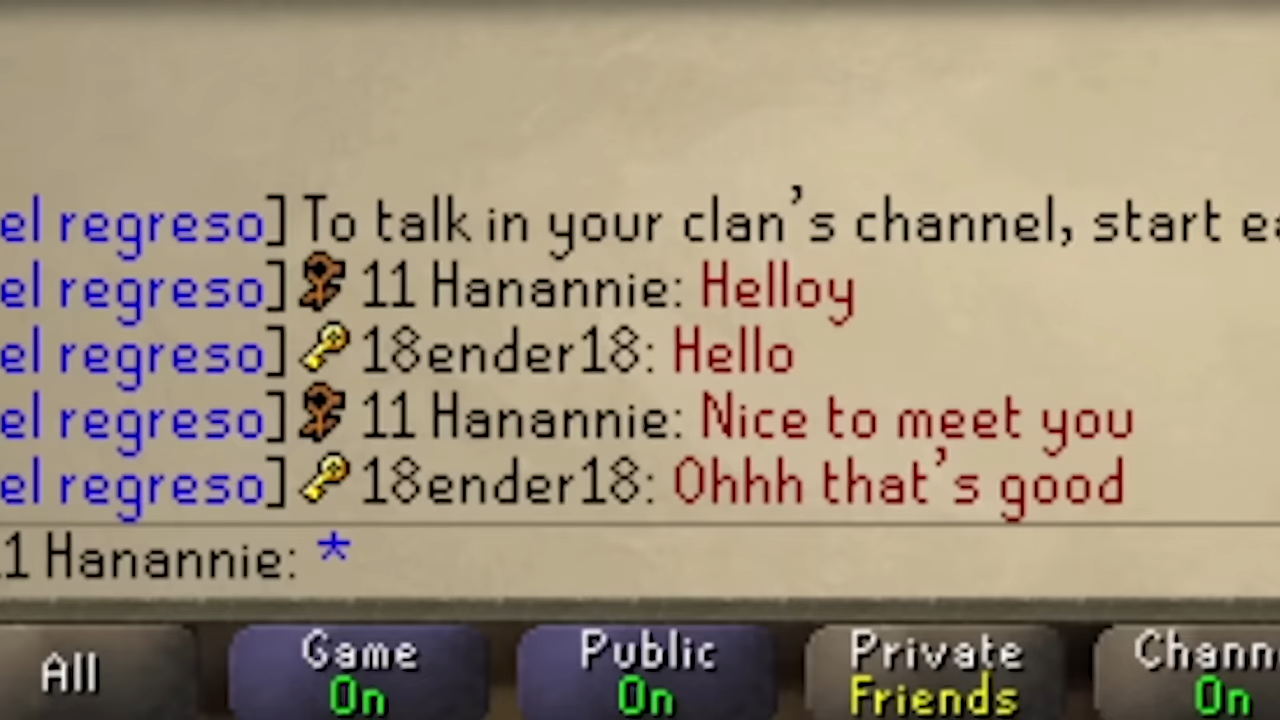 el regreso] To talk in your clan's channel, start
el regreso] 11 Hanannie: Helloy
el regreso] 18ender18: Hello
el regreso] 11 Hanannie: Nice to meet you
el regreso] 18ender18: Ohhh that's good
11 Hanannie: *
All
Game
On
Public
On
Private
Friends
Chann
On